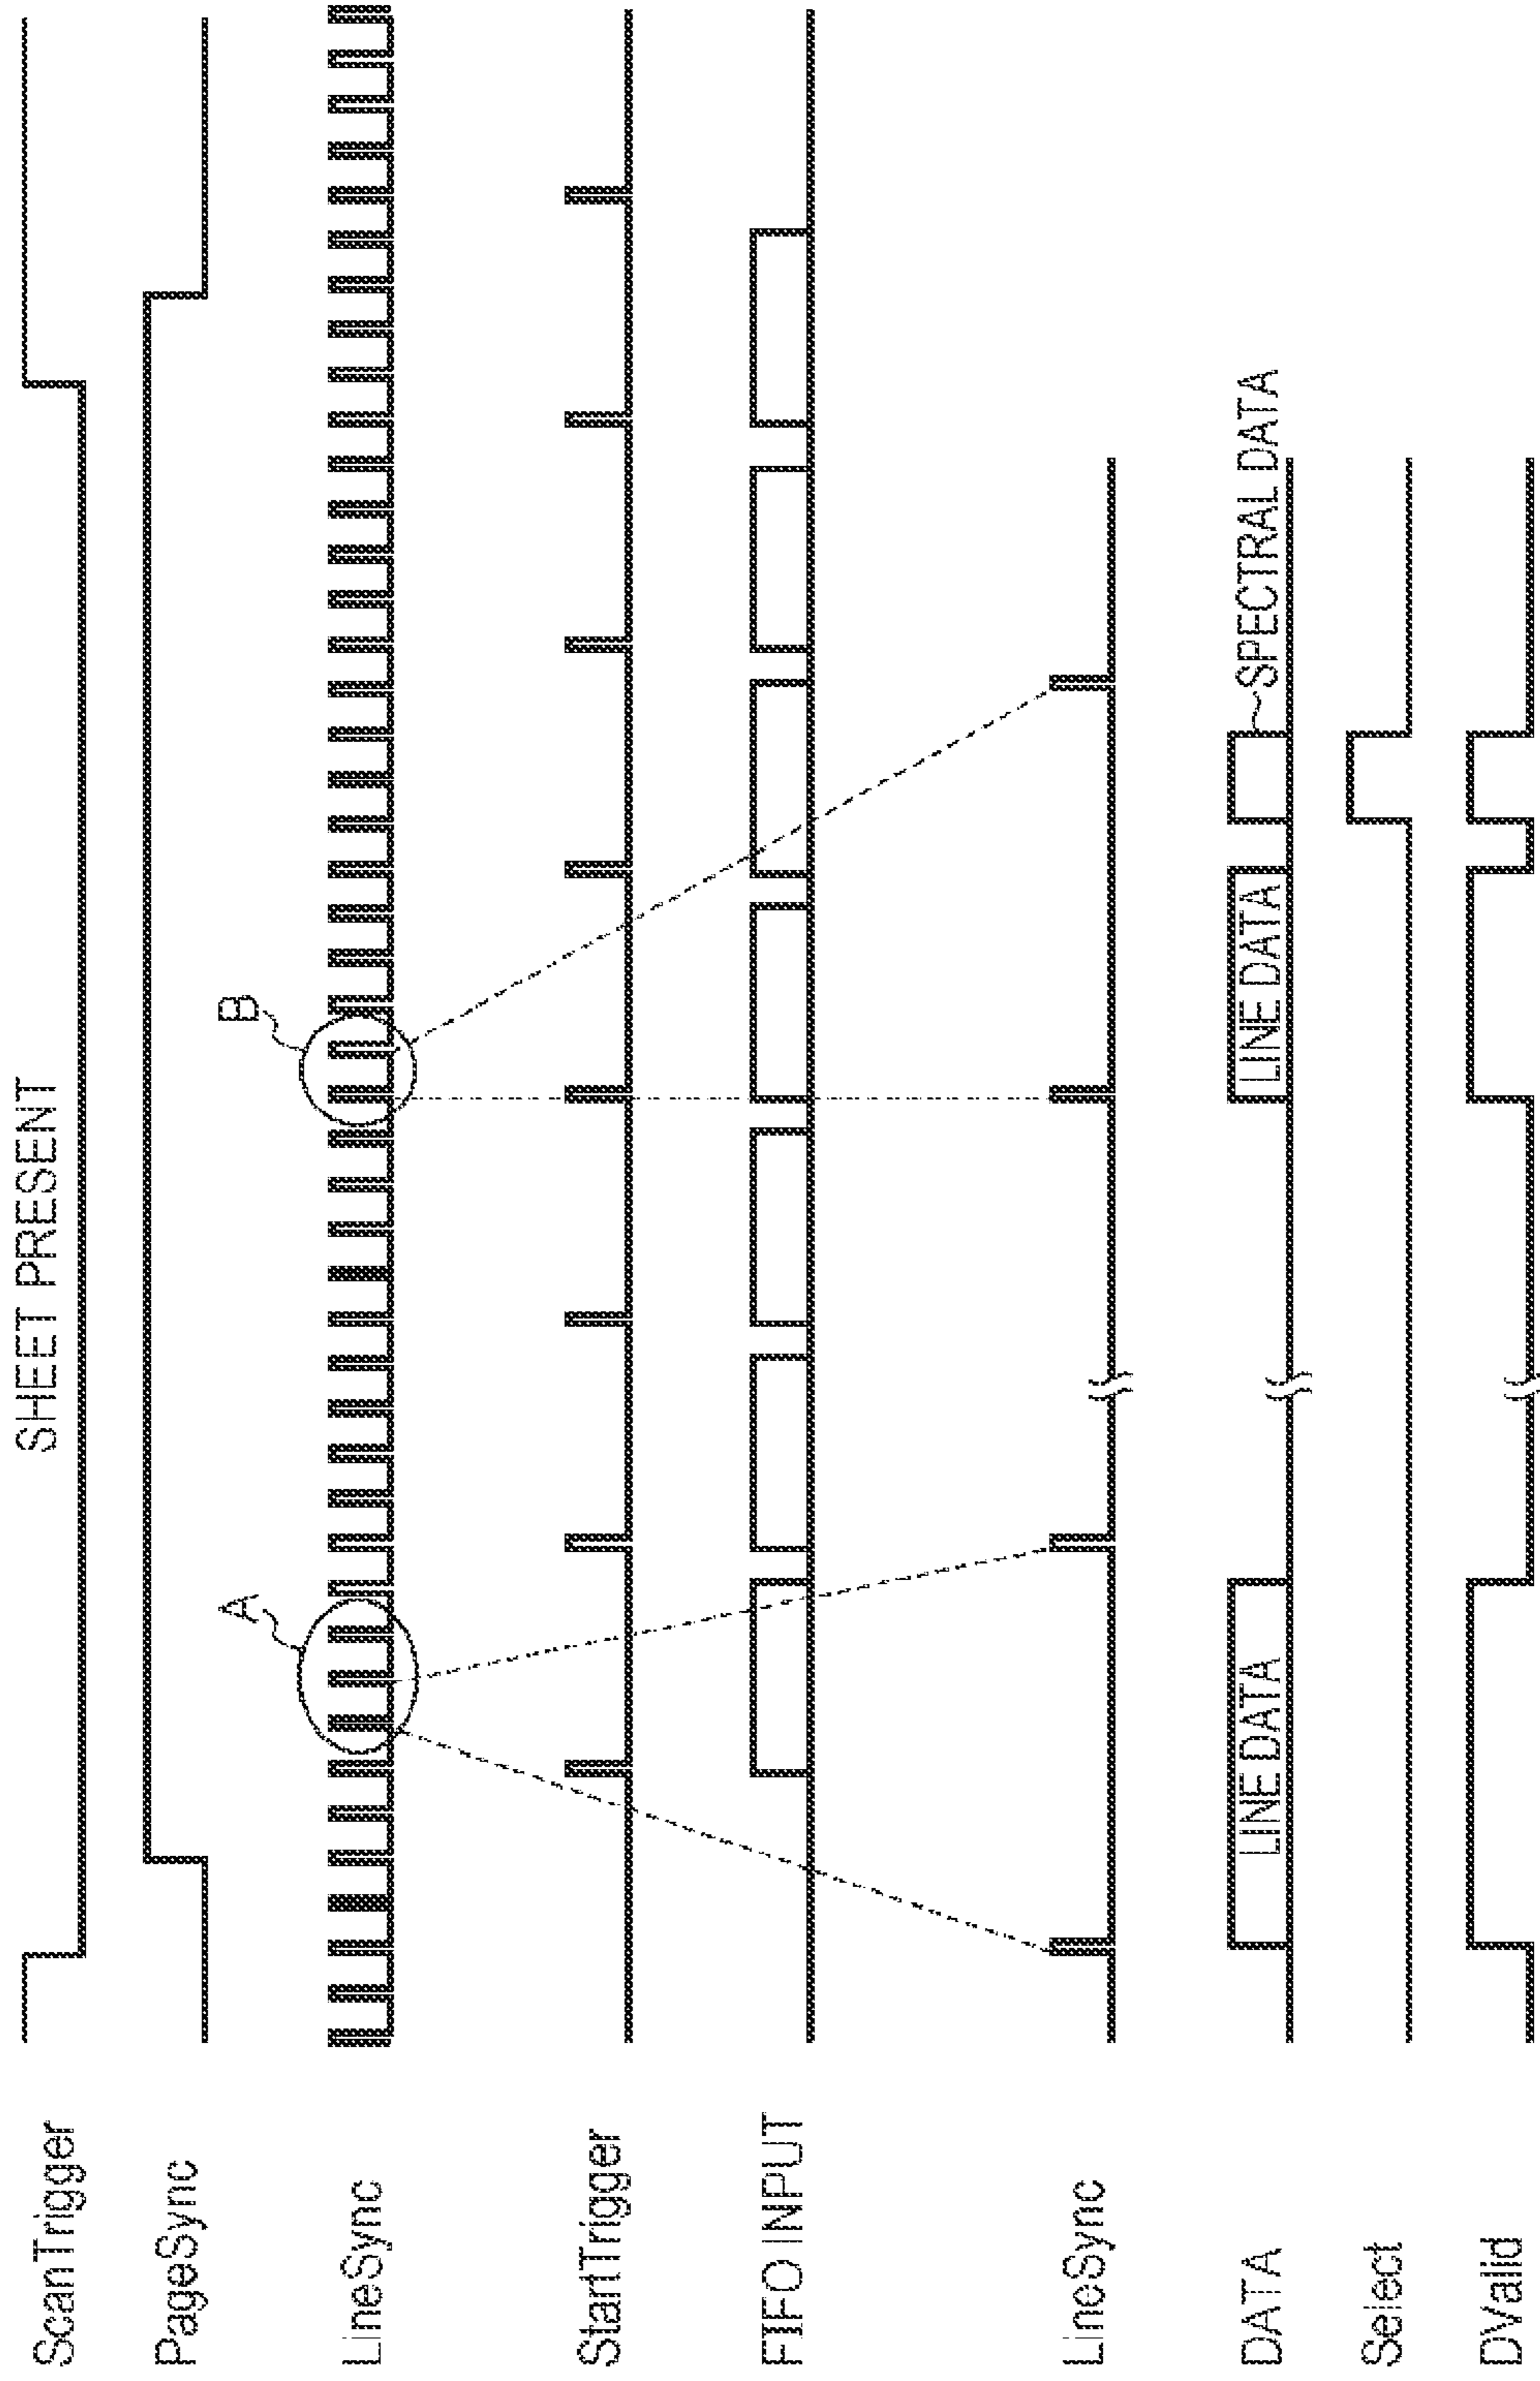 ScanTrigger
SHEET PRESENT
PageSync
LineSync
A
B
StartTrigger
FIFO INPUT
LineSync
DATA
LINE DATA
LINE DATA
SPECTRAL DATA
Select
DValid